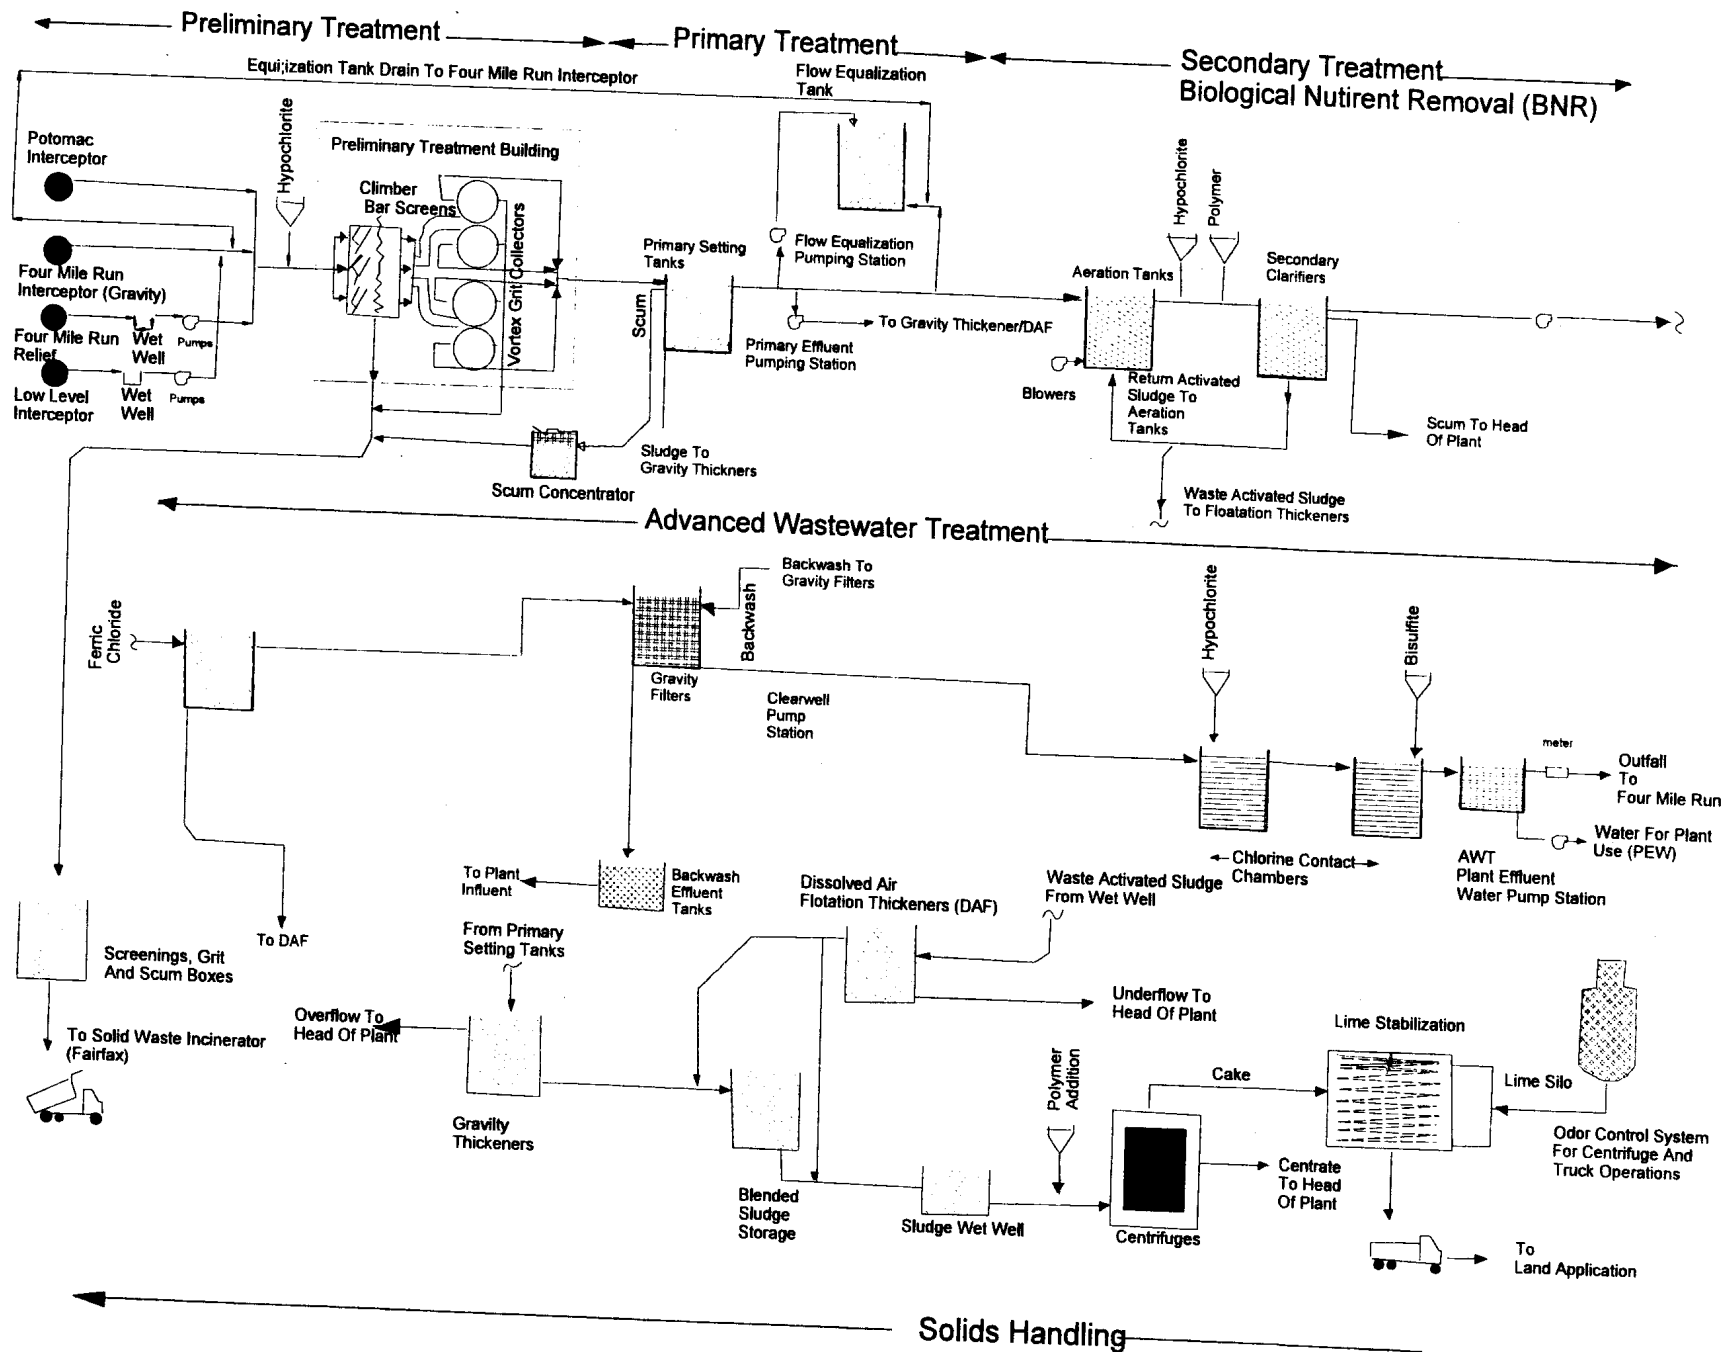 Preliminary Treatment
Primary Treatment
Secondary Treatment
Biological Nutirent Removal (BNR)
Equi;ization Tank Drain To Four Mile Run Interceptor
Flow Equalization
Tank
Potomac
Interceptor
Hypochlorite
Preliminary Treatment Building
Climber
Bar Screens
Vortex Grit Collectors
Four Mile Run
Interceptor (Gravity)
Four Mile Run
Relief
Wet
Well
Pumps
Low Level
Interceptor
Wet
Well
Pumps
Primary Setting
Tanks
Scum
Flow Equalization
Pumping Station
To Gravity Thickener/DAF
Primary Effluent
Pumping Station
Hypochlorite
Polymer
Aeration Tanks
Secondary
Clarifiers
Blowers
Return Activated
Sludge To
Aeration
Tanks
Scum To Head
Of Plant
Sludge To
Gravity Thickners
Scum Concentrator
Waste Activated Sludge
To Floatation Thickeners
Advanced Wastewater Treatment
Ferric
Chloride
Backwash To
Gravity Filters
Backwash
Gravity
Filters
Clearwell
Pump
Station
Hypochlorite
Bisulfite
meter
Outfall
To
Four Mile Run
Water For Plant
Use (PEW)
Chlorine Contact
Chambers
AWT
Plant Effluent
Water Pump Station
To Plant
Influent
Backwash
Effluent
Tanks
Dissolved Air
Flotation Thickeners (DAF)
Waste Activated Sludge
From Wet Well
To DAF
Screenings, Grit
And Scum Boxes
From Primary
Setting Tanks
Overflow To
Head Of Plant
Underflow To
Head Of Plant
To Solid Waste Incinerator
(Fairfax)
Gravilty
Thickeners
Polymer
Addition
Cake
Lime Stabilization
Lime Silo
Odor Control System
For Centrifuge And
Truck Operations
Centrate
To Head
Of Plant
Blended
Sludge
Storage
Sludge Wet Well
Centrifuges
To
Land Application
Solids Handling